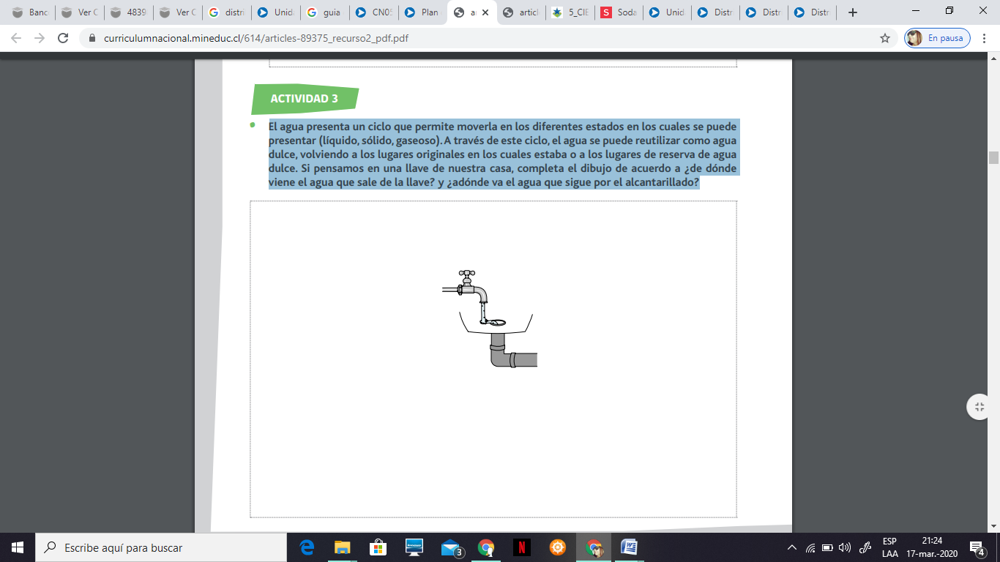 Banc
Ver C
4839
Ver C
distri
Unid
guia
CN05
Plan
a
articl
5_CIE
Soda
Unid
Distr
Distr
Distr
curriculumnacional.mineduc.cl/614/articles-89375_recurso2_pdf.pdf
En pausa
ACTIVIDAD 3
El agua presenta un ciclo que permite moverla en los diferentes estados en los cuales se puede
presentar (líquido, sólido, gaseoso). A través de este ciclo, el agua se puede reutilizar como agua
dulce, volviendo a los lugares originales en los cuales estaba o a los lugares de reserva de agua
dulce. Si pensamos en una llave de nuestra casa, completa el dibujo de acuerdo a ¿de dónde
viene el agua que sale de la llave? y ¿adónde va el agua que sigue por el alcantarillado?
Escribe aquí para buscar
3
N
ESP
LAA
21:24
17-mar.-2020
4